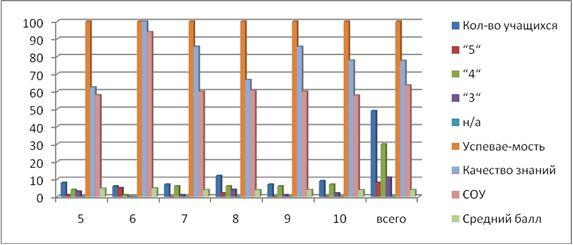 100
90
80
70
60
50
40
30
20
10
0
5 6 7 8 9 10 всего
Кол-во учащихся
"5"
"4"
"3"
н/а
Успевае-мость
Качество знаний
СОУ
Средний балл